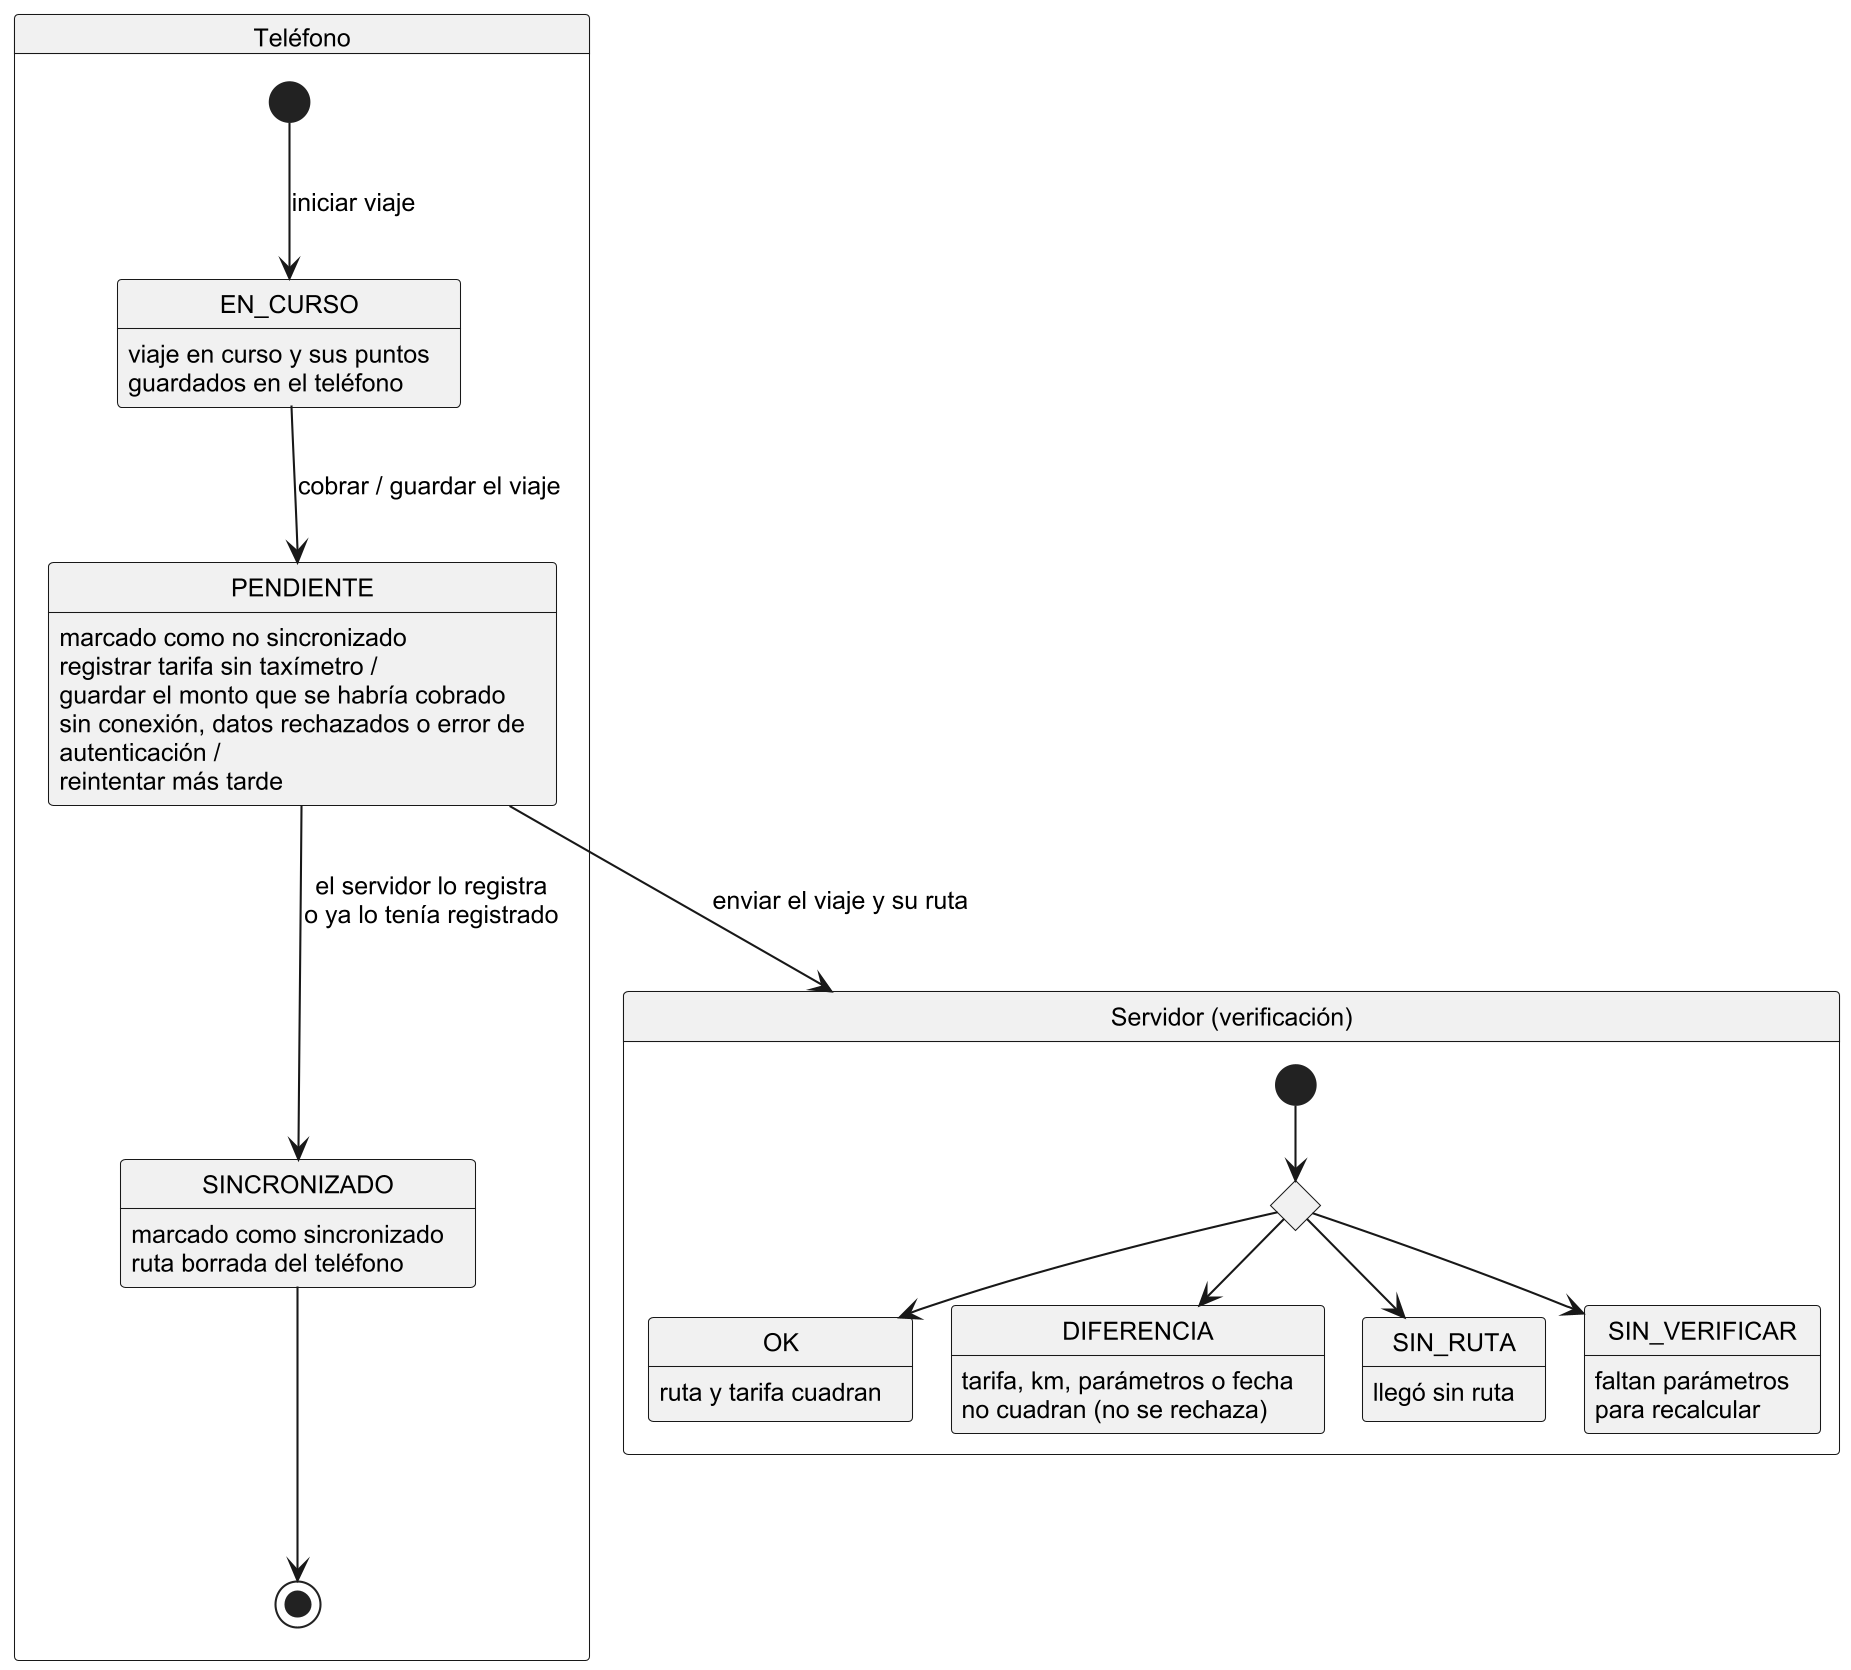 Teléfono
iniciar viaje
EN_CURSO
viaje en curso y sus puntos
guardados en el teléfono
cobrar / guardar el viaje
PENDIENTE
marcado como no sincronizado
registrar tarifa sin taxímetro /
guardar el monto que se habría cobrado
sin conexión, datos rechazados o error de
autenticación /
reintentar más tarde
el servidor lo registra
o ya lo tenía registrado
enviar el viaje y su ruta
SINCRONIZADO
marcado como sincronizado
ruta borrada del teléfono
Servidor (verificación)
OK
ruta y tarifa cuadran
DIFERENCIA
tarifa, km, parámetros o fecha
no cuadran (no se rechaza)
SIN_RUTA
llegó sin ruta
SIN_VERIFICAR
faltan parámetros
para recalcular